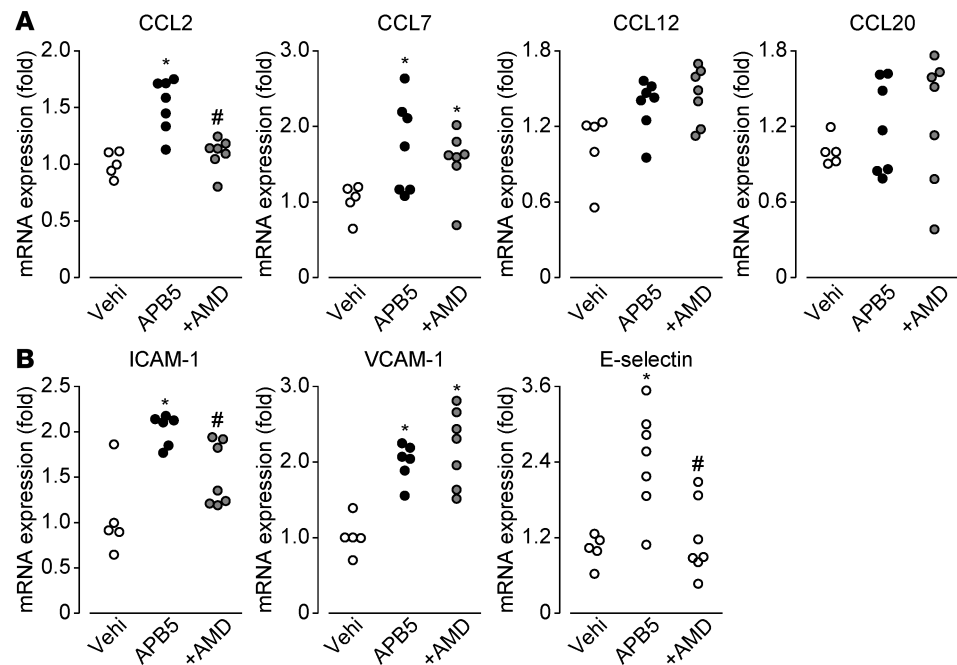 A
CCL2
CCL7
CCL12
CCL20
mRNA expression (fold)
2.0
1.5
1.0
0.5
0
*
#
Vehi
APB5
+AMD
mRNA expression (fold)
3.0
2.0
1.0
0
*
*
Vehi
APB5
+AMD
mRNA expression (fold)
1.8
1.2
0.6
0
Vehi
APB5
+AMD
mRNA expression (fold)
1.8
1.2
0.6
0
Vehi
APB5
+AMD
B
ICAM-1
VCAM-1
E-selectin
mRNA expression (fold)
2.5
2.0
1.5
1.0
0.5
0
*
#
Vehi
APB5
+AMD
mRNA expression (fold)
3.0
2.0
1.0
0
*
*
Vehi
APB5
+AMD
mRNA expression (fold)
3.6
2.4
1.2
0
*
#
Vehi
APB5
+AMD